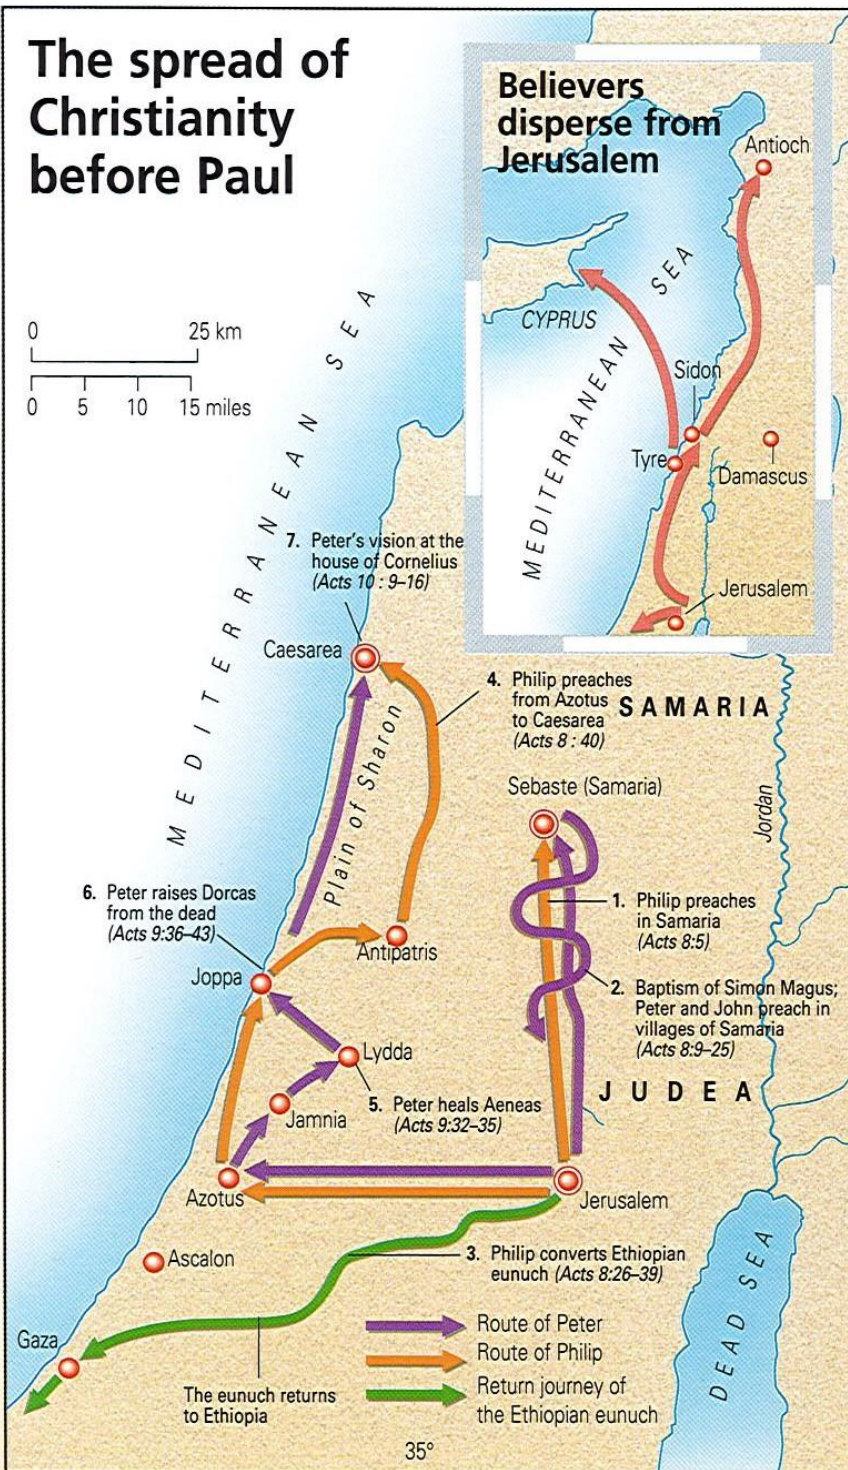 The spread of
Christianity
before Paul
0 25 km
0 5 10 15 miles
MEDITERRANEAN SEA
Believers
disperse from
Jerusalem
Antioch
CYPRUS
MEDITERRANEAN SEA
Sidon
Tyre
Damascus
Jerusalem
7. Peter's vision at the
house of Cornelius
(Acts 10 : 9–16)
Caesarea
4. Philip preaches
from Azotus
to Caesarea
(Acts 8 : 40)
SAMARIA
Plain of Sharon
Sebaste (Samaria)
Jordan
6. Peter raises Dorcas
from the dead
(Acts 9:36–43)
1. Philip preaches
in Samaria
(Acts 8:5)
Antipatris
Joppa
2. Baptism of Simon Magus;
Peter and John preach in
villages of Samaria
(Acts 8:9–25)
Lydda
JUDEA
5. Peter heals Aeneas
(Acts 9:32–35)
Jamnia
Azotus
Jerusalem
Ascalon
3. Philip converts Ethiopian
eunuch (Acts 8:26–39)
DEAD SEA
Gaza
Route of Peter
Route of Philip
Return journey of
the Ethiopian eunuch
The eunuch returns
to Ethiopia
35°